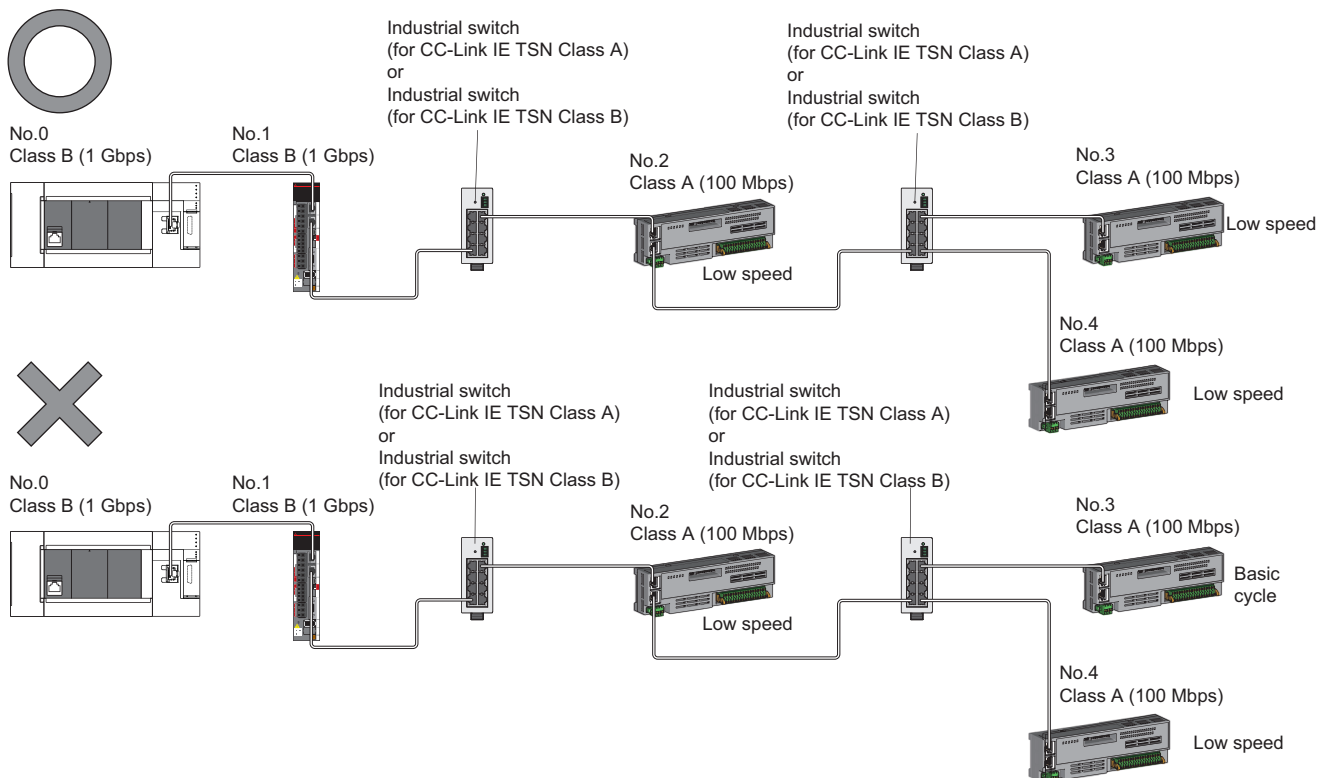 Industrial switch
(for CC-Link IE TSN Class A)
or
Industrial switch
(for CC-Link IE TSN Class B)
Industrial switch
(for CC-Link IE TSN Class A)
or
Industrial switch
(for CC-Link IE TSN Class B)
No.0
Class B (1 Gbps)
No.1
Class B (1 Gbps)
No.2
Class A (100 Mbps)
Low speed
No.3
Class A (100 Mbps)
Low speed
No.4
Class A (100 Mbps)
Low speed
Industrial switch
(for CC-Link IE TSN Class A)
or
Industrial switch
(for CC-Link IE TSN Class B)
Industrial switch
(for CC-Link IE TSN Class A)
or
Industrial switch
(for CC-Link IE TSN Class B)
No.0
Class B (1 Gbps)
No.1
Class B (1 Gbps)
No.2
Class A (100 Mbps)
Low speed
No.3
Class A (100 Mbps)
Basic
cycle
No.4
Class A (100 Mbps)
Low speed